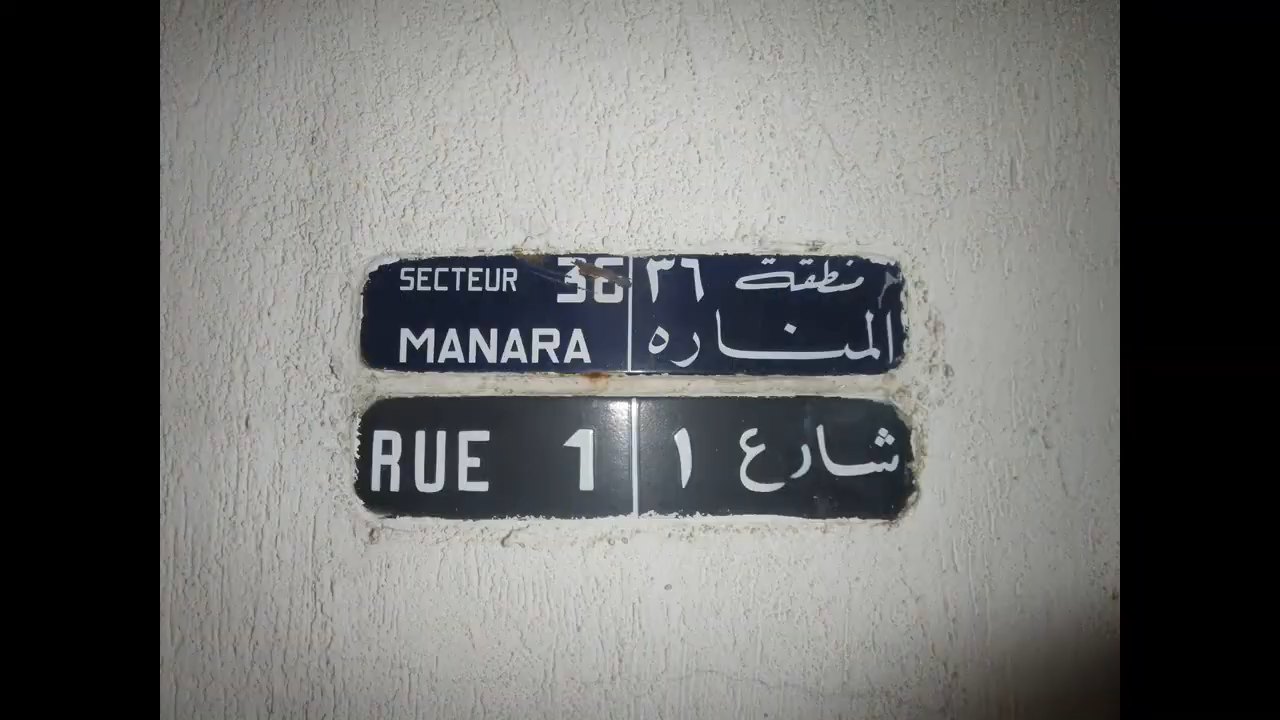 SECTEUR 36
MANARA
منطقة ٣٦
المناره
RUE 1
شارع ١